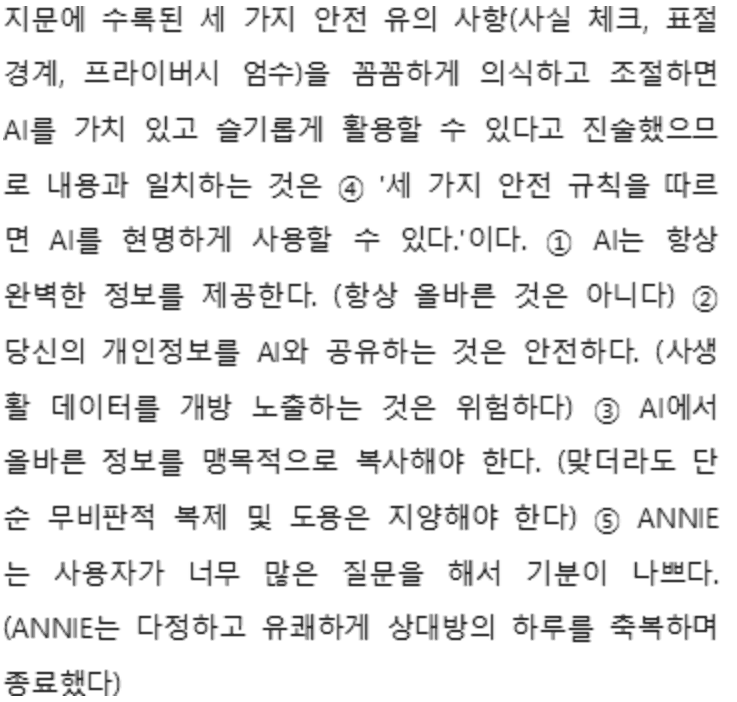 지문에 수록된 세 가지 안전 유의 사항(사실 체크, 표절
경계, 프라이버시 엄수)을 꼼꼼하게 의식하고 조절하면
AI를 가치 있고 슬기롭게 활용할 수 있다고 진술했으므
로 내용과 일치하는 것은 ④ '세 가지 안전 규칙을 따르
면 AI를 현명하게 사용할 수 있다.'이다. ① AI는 항상
완벽한 정보를 제공한다. (항상 올바른 것은 아니다) ②
당신의 개인정보를 AI와 공유하는 것은 안전하다. (사생
활 데이터를 개방 노출하는 것은 위험하다) ③ AI에서
올바른 정보를 맹목적으로 복사해야 한다. (맞더라도 단
순 무비판적 복제 및 도용은 지양해야 한다) ⑤ ANNIE
는 사용자가 너무 많은 질문을 해서 기분이 나쁘다.
(ANNIE는 다정하고 유쾌하게 상대방의 하루를 축복하며
종료했다)